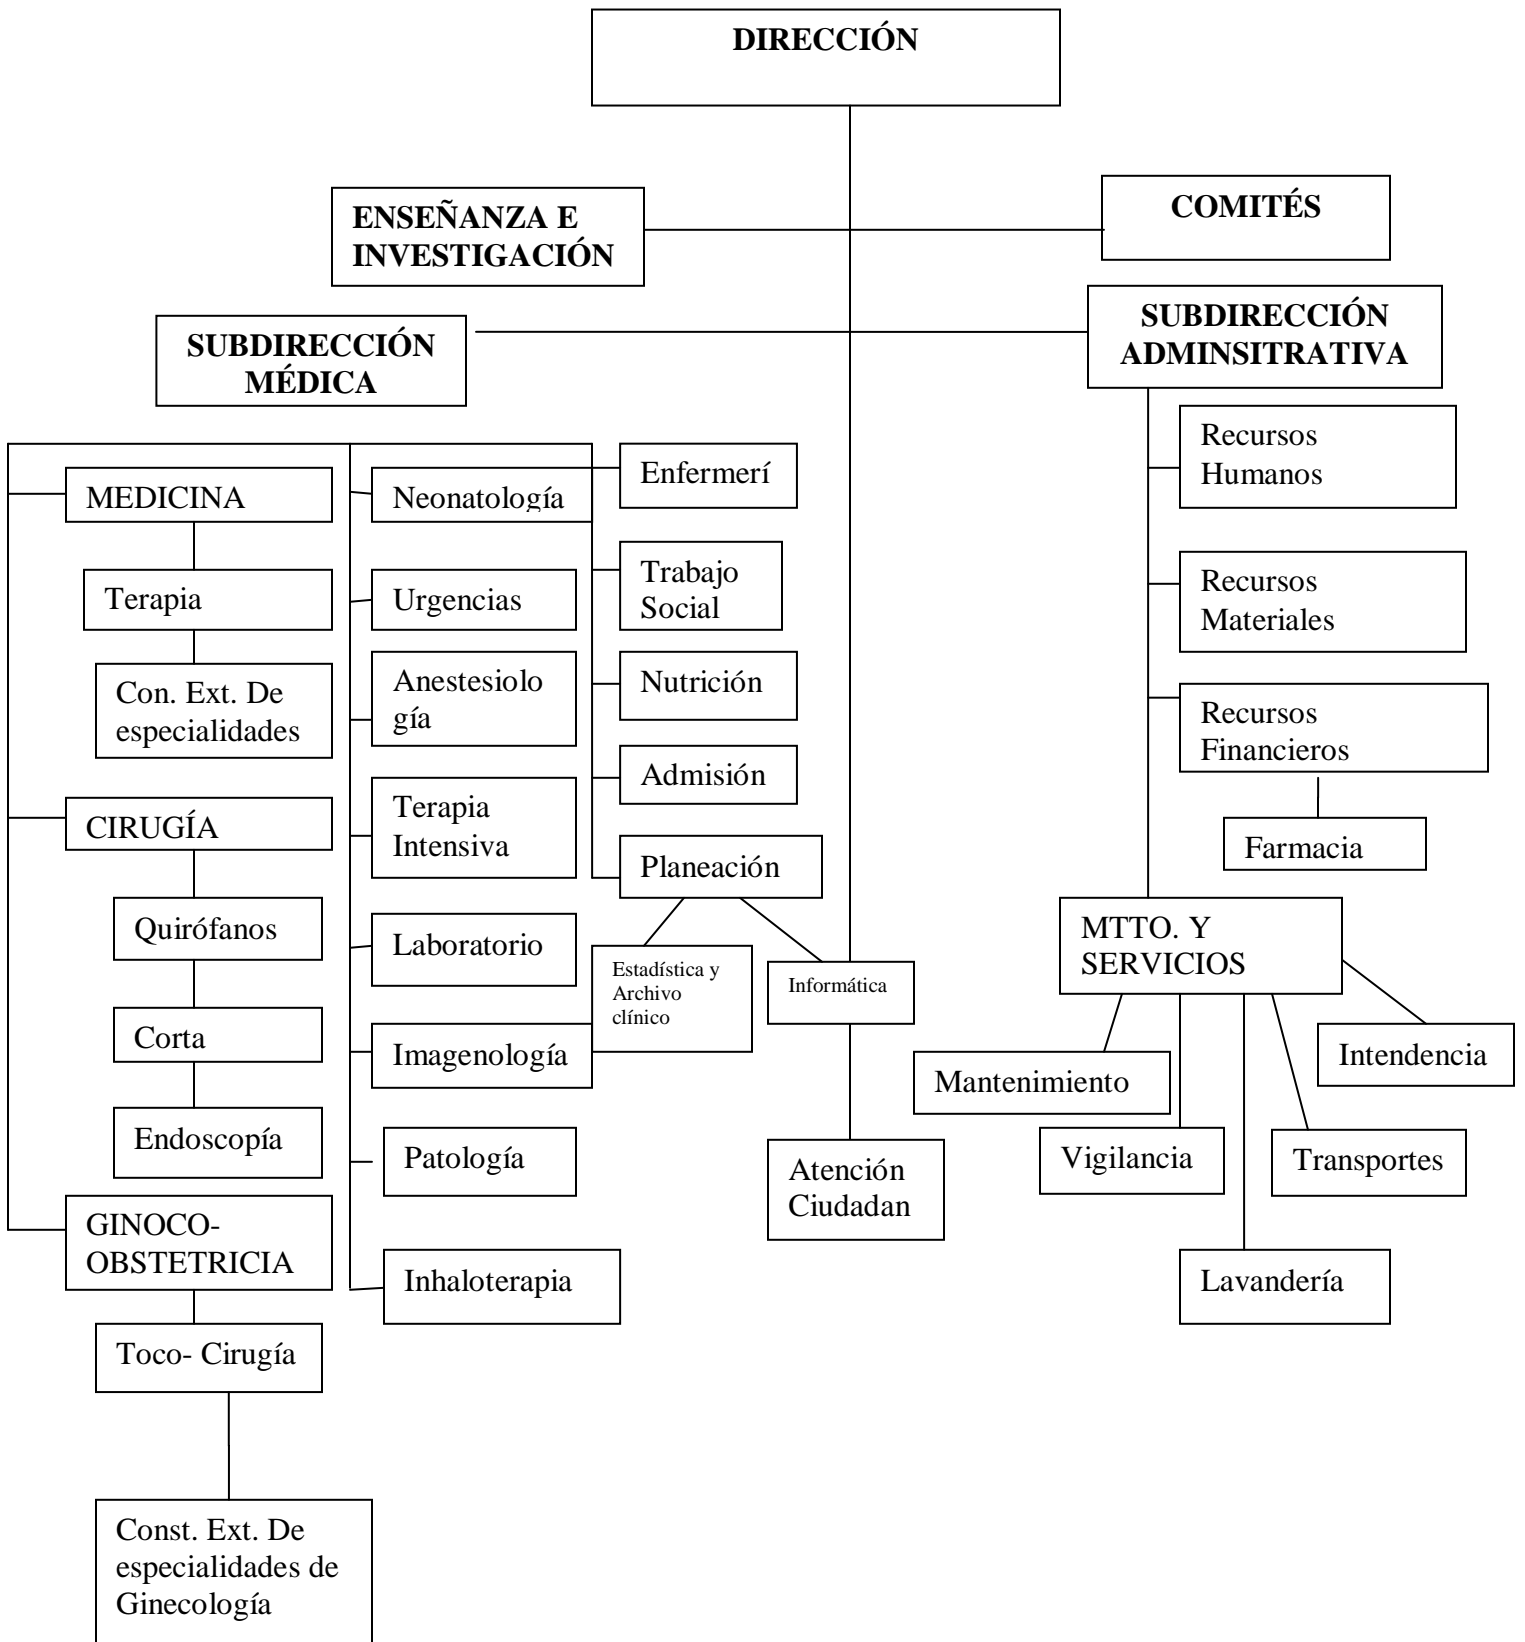 DIRECCIÓN
ENSEÑANZA E
INVESTIGACIÓN
COMITÉS
SUBDIRECCIÓN
MÉDICA
SUBDIRECCIÓN
ADMINSITRATIVA
MEDICINA
Terapia
Con. Ext. De
especialidades
CIRUGÍA
Quirófanos
Corta
Endoscopía
GINOCO-
OBSTETRICIA
Toco- Cirugía
Const. Ext. De
especialidades de
Ginecología
Neonatología
Urgencias
Anestesiolo
gía
Terapia
Intensiva
Laboratorio
Imagenología
Patología
Inhaloterapia
Enfermerí
Trabajo
Social
Nutrición
Admisión
Planeación
Estadística y
Archivo
clínico
Informática
Atención
Ciudadan
Recursos
Humanos
Recursos
Materiales
Recursos
Financieros
Farmacia
MTTO. Y
SERVICIOS
Mantenimiento
Vigilancia
Lavandería
Transportes
Intendencia